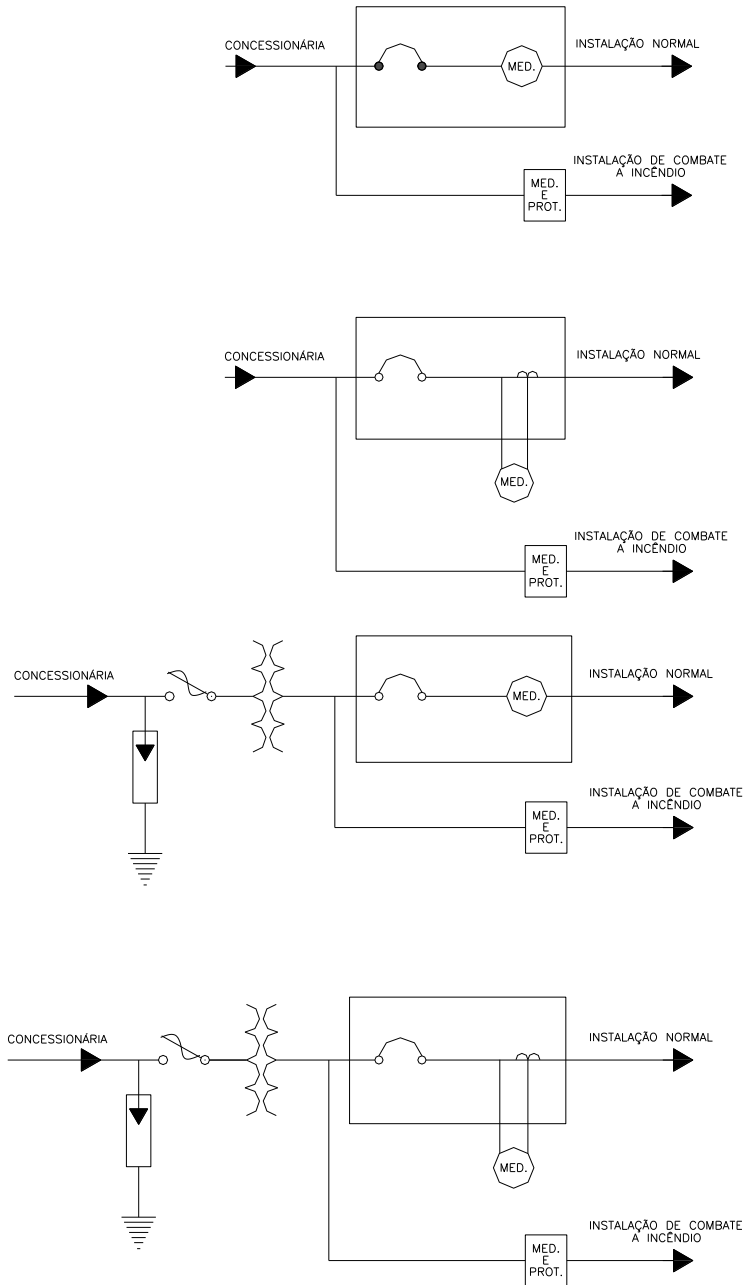 CONCESSIONÁRIA
INSTALAÇÃO NORMAL
MED.
INSTALAÇÃO DE COMBATE
A INCÊNDIO
MED.
E
PROT.
CONCESSIONÁRIA
INSTALAÇÃO NORMAL
MED.
INSTALAÇÃO DE COMBATE
A INCÊNDIO
MED.
E
PROT.
CONCESSIONÁRIA
INSTALAÇÃO NORMAL
MED.
INSTALAÇÃO DE COMBATE
A INCÊNDIO
MED.
E
PROT.
CONCESSIONÁRIA
INSTALAÇÃO NORMAL
MED.
INSTALAÇÃO DE COMBATE
A INCÊNDIO
MED.
E
PROT.